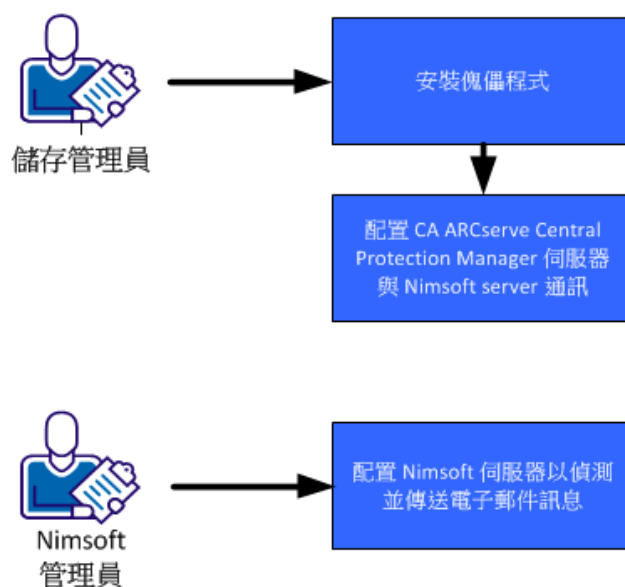 安裝傀儡程式
儲存管理員
配置 CA ARCserve Central
Protection Manager 伺服器
與 Nimsoft server 通訊
配置 Nimsoft 伺服器以偵測
並傳送電子郵件訊息
Nimsoft
管理員